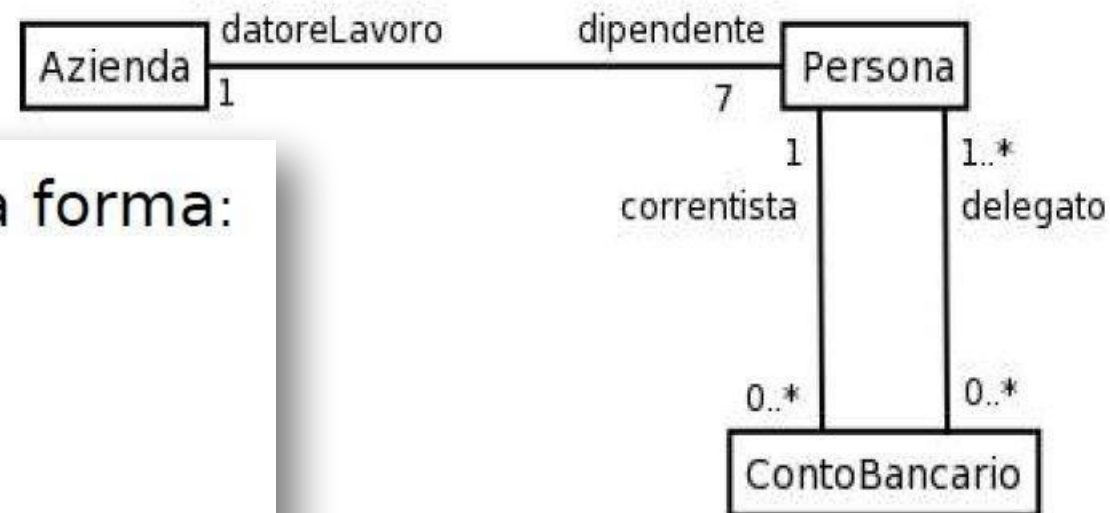 datoreLavoro dipendente
Azienda Persona
1 7
1 1..*
forma:
correntista delegato
0..* 0..*
ContoBancario